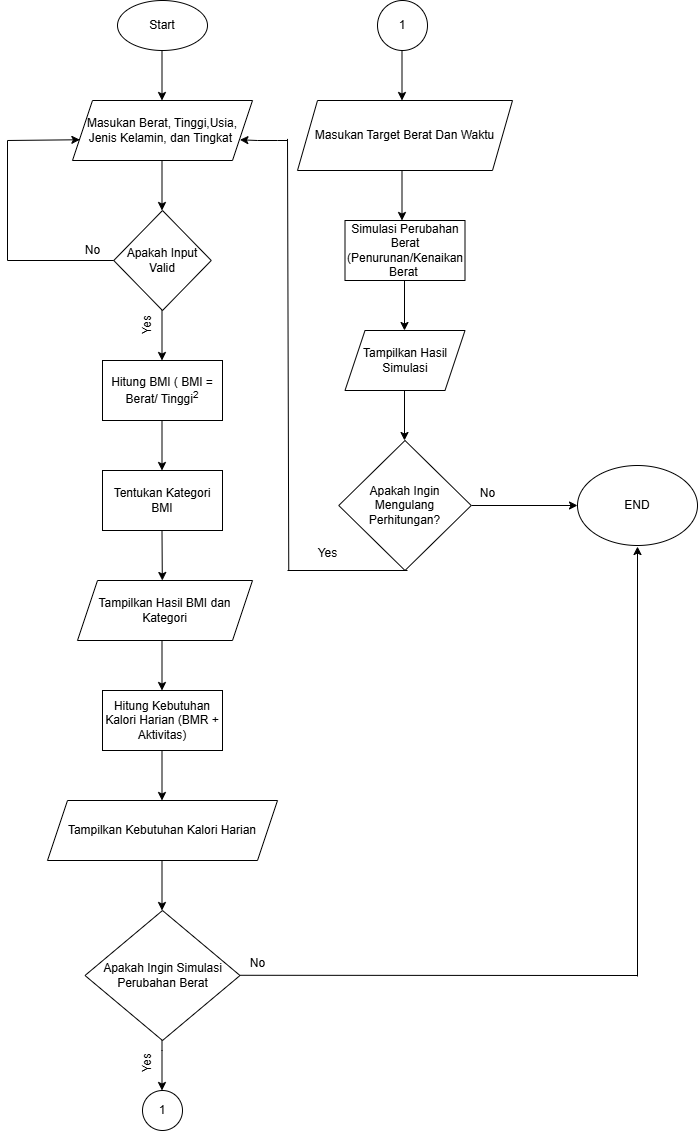 Start
Masukan Berat, Tinggi,Usia,
Jenis Kelamin, dan Tingkat
Apakah Input
Valid
No
Yes
Hitung BMI ( BMI =
Berat/ Tinggi²
Tentukan Kategori
BMI
Tampilkan Hasil BMI dan
Kategori
Hitung Kebutuhan
Kalori Harian (BMR +
Aktivitas)
Tampilkan Kebutuhan Kalori Harian
Apakah Ingin Simulasi
Perubahan Berat
No
Yes
1
1
Masukan Target Berat Dan Waktu
Simulasi Perubahan
Berat
(Penurunan/Kenaikan
Berat
Tampilkan Hasil
Simulasi
Apakah Ingin
Mengulang
Perhitungan?
No
Yes
END